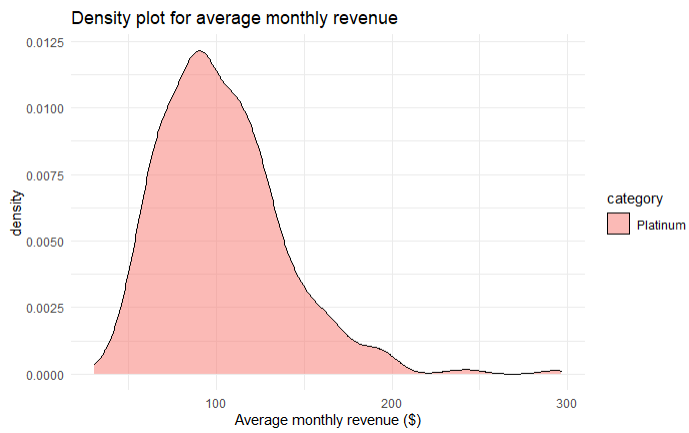 Density plot for average monthly revenue
0.0125
0.0100
0.0075
0.0050
0.0025
0.0000
density
100
200
300
Average monthly revenue ($)
category
Platinum